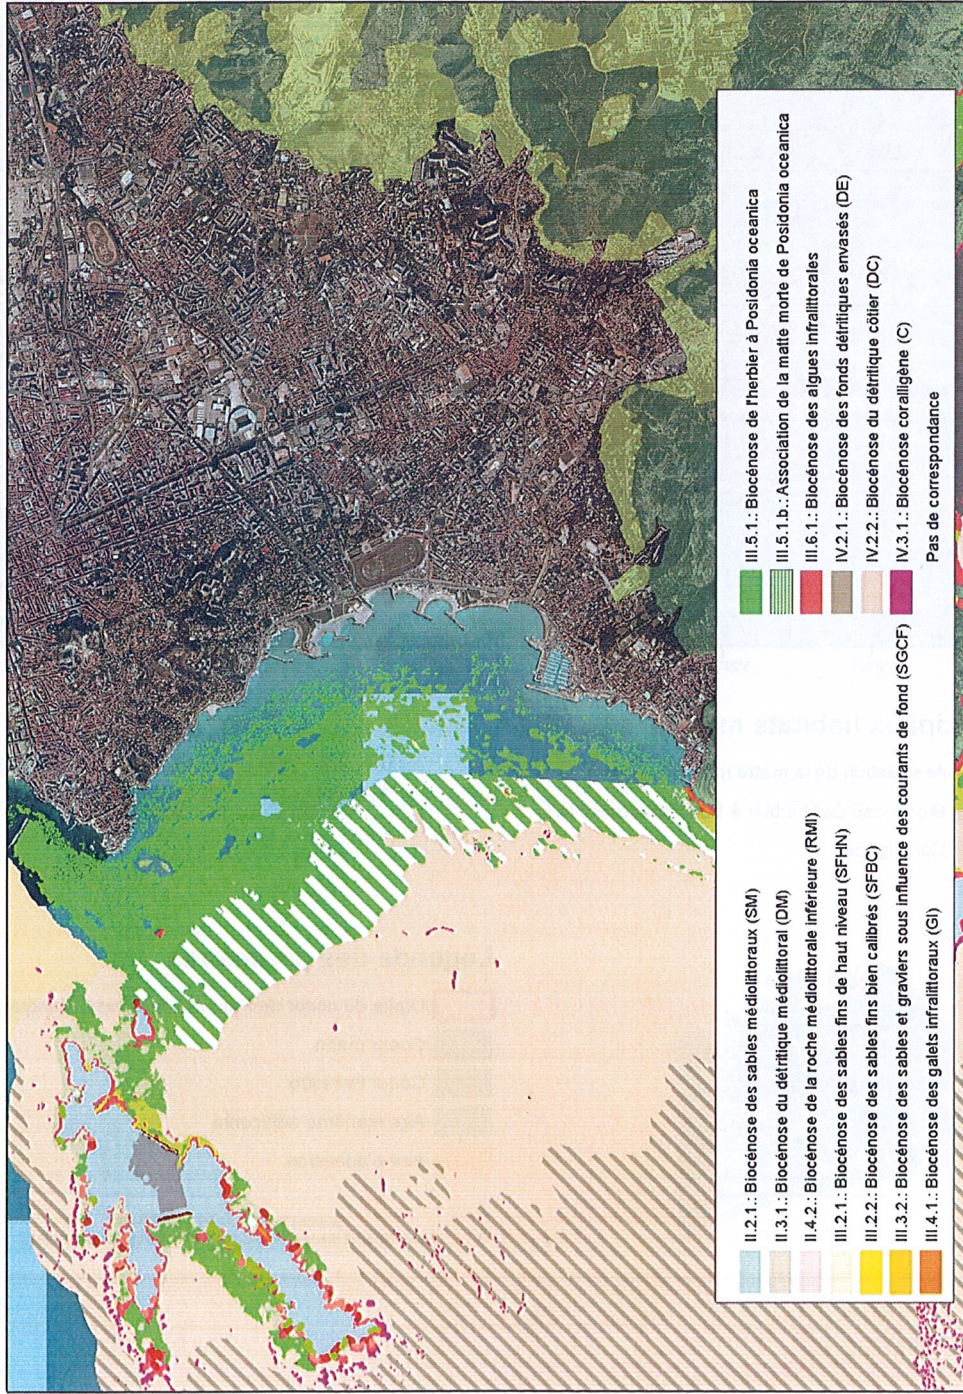 II.2.1.: Biocénose des sables médiolittoraux (SM)
II.3.1.: Biocénose du détritique médiolittoral (DM)
II.4.2.: Biocénose de la roche médiolittorale inférieure (RMI)
III.2.1.: Biocénose des sables fins de haut niveau (SFHN)
III.2.2.: Biocénose des sables fins bien calibrés (SFBC)
III.3.2.: Biocénose des sables et graviers sous influence des courants de fond (SGCF)
III.4.1.: Biocénose des galets infralittoraux (GI)
III.5.1.: Biocénose de l'herbier à Posidonia oceanica
III.5.1.b.: Association de la matte morte de Posidonia oceanica
III.6.1.: Biocénose des algues infralittorales
IV.2.1.: Biocénose des fonds détritiques envasés (DE)
IV.2.2.: Biocénose du détritique côtier (DC)
IV.3.1.: Biocénose coralligène (C)
Pas de correspondance